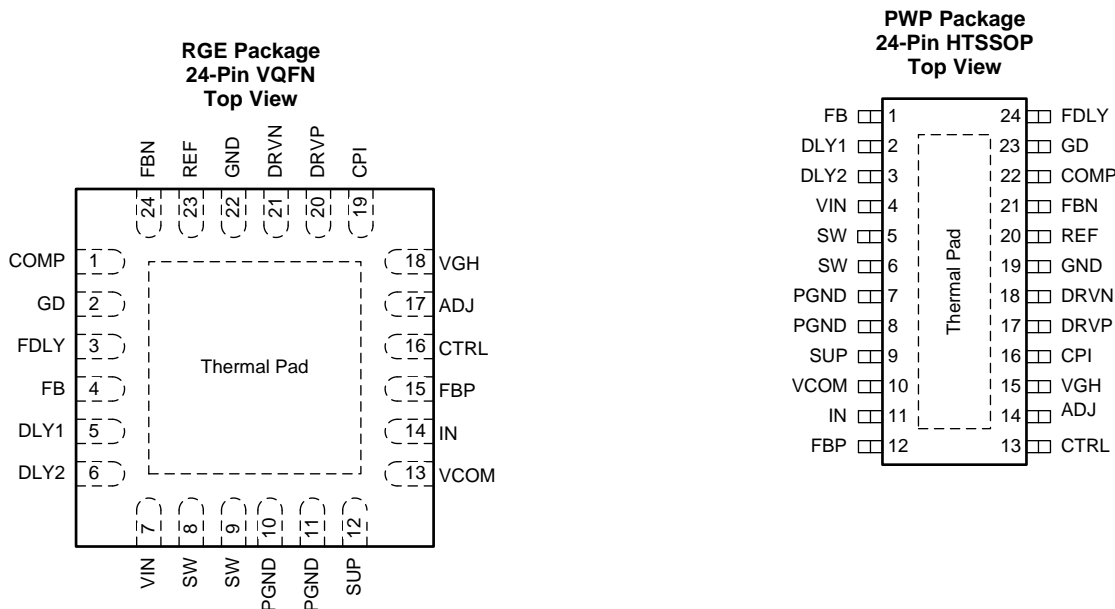 RGE Package
24-Pin VQFN
Top View
FBN
REF
GND
DRVN
DRVP
CPI
24
23
22
21
20
19
COMP 1
GD 2
FDLY 3
FB 4
DLY1 5
DLY2 6
Thermal Pad
18 VGH
17 ADJ
16 CTRL
15 FBP
14 IN
13 VCOM
7
8
9
10
11
12
VIN
SW
SW
PGND
PGND
SUP
PWP Package
24-Pin HTSSOP
Top View
FB 1
DLY1 2
DLY2 3
VIN 4
SW 5
SW 6
PGND 7
PGND 8
SUP 9
VCOM 10
IN 11
FBP 12
Thermal Pad
24 FDLY
23 GD
22 COMP
21 FBN
20 REF
19 GND
18 DRVN
17 DRVP
16 CPI
15 VGH
14 ADJ
13 CTRL